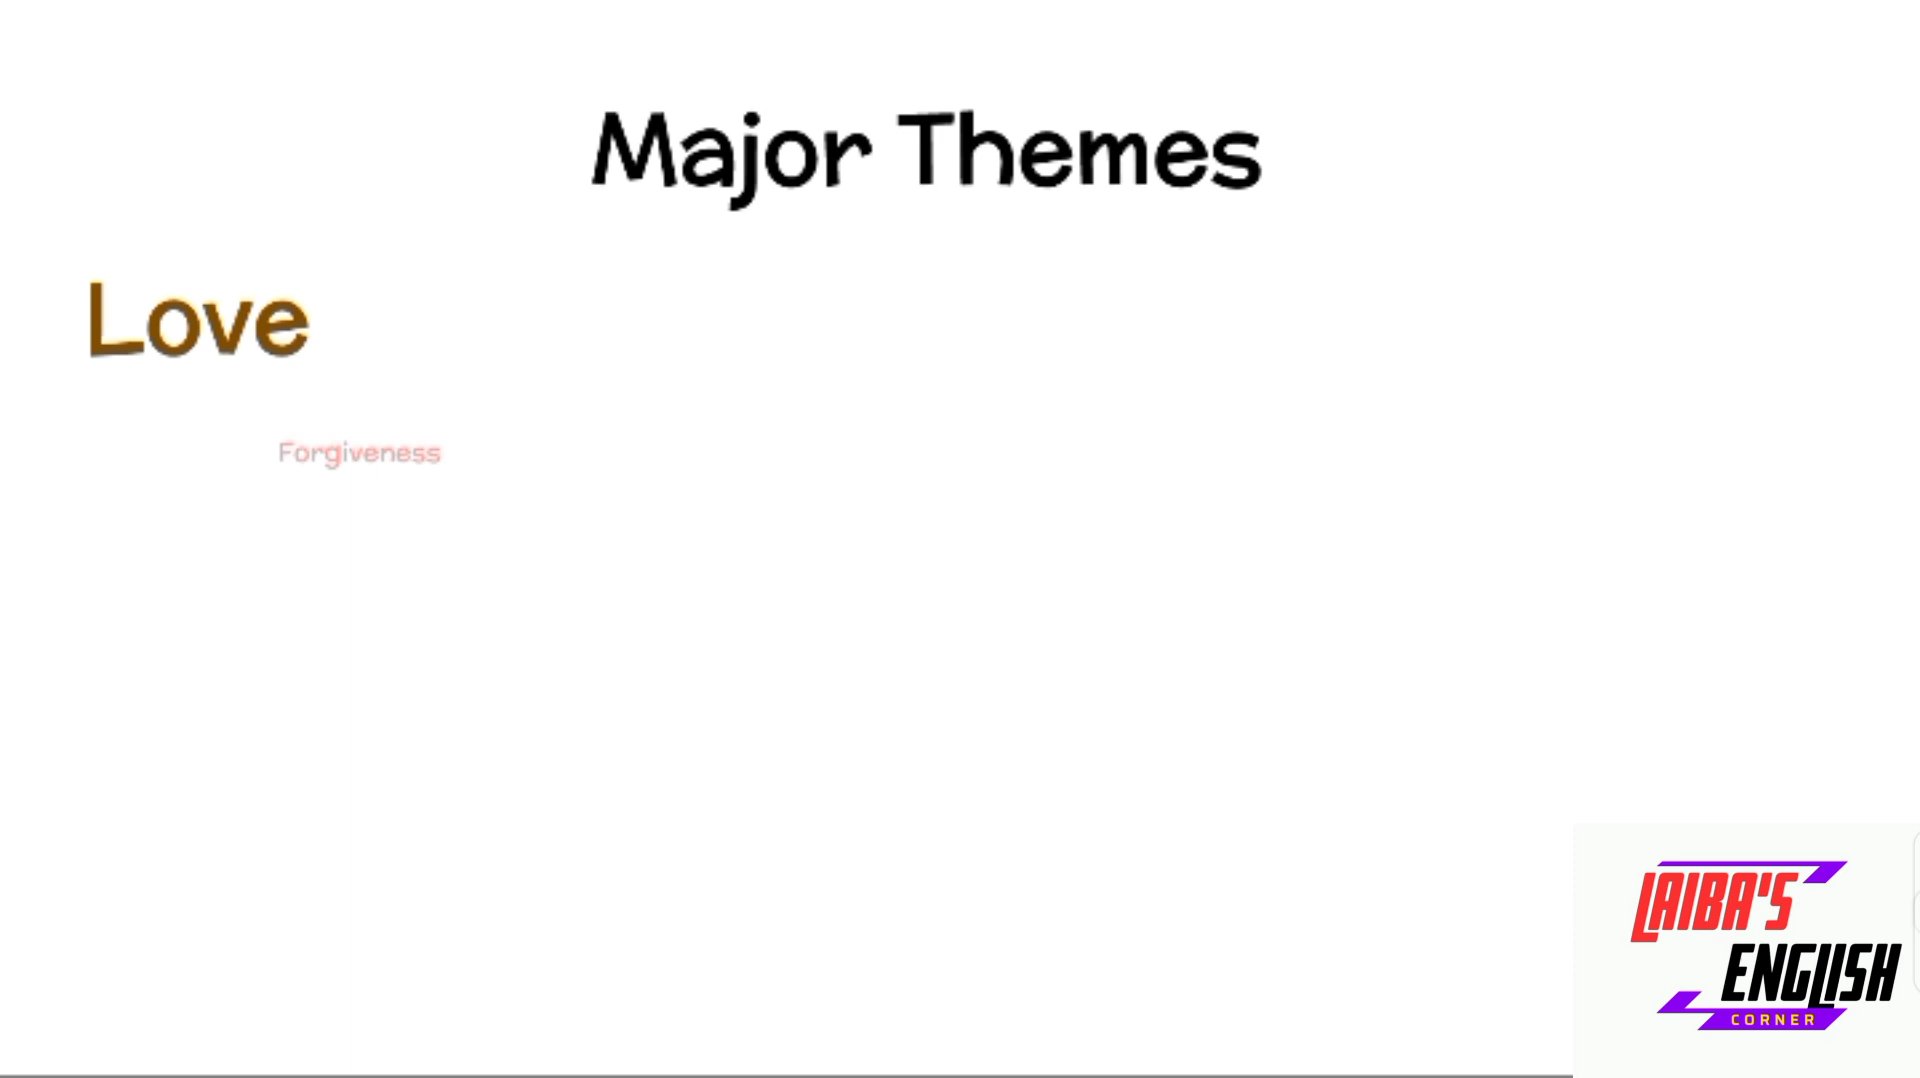 Major Themes
Love
Forgiveness
LAIBA'S
ENGLISH
CORNER